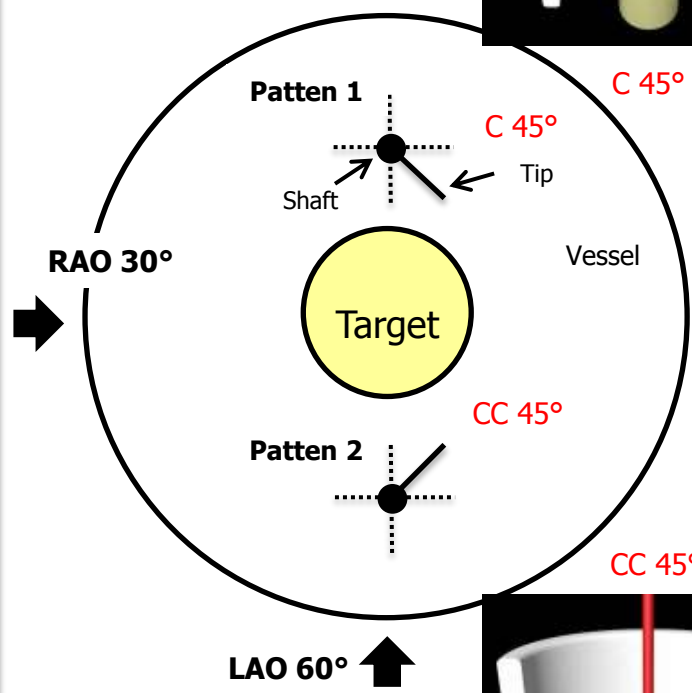 C 45°
Patten 1
C 45°
Shaft
Tip
RAO 30°
Vessel
Target
CC 45°
Patten 2
CC 45°
LAO 60°